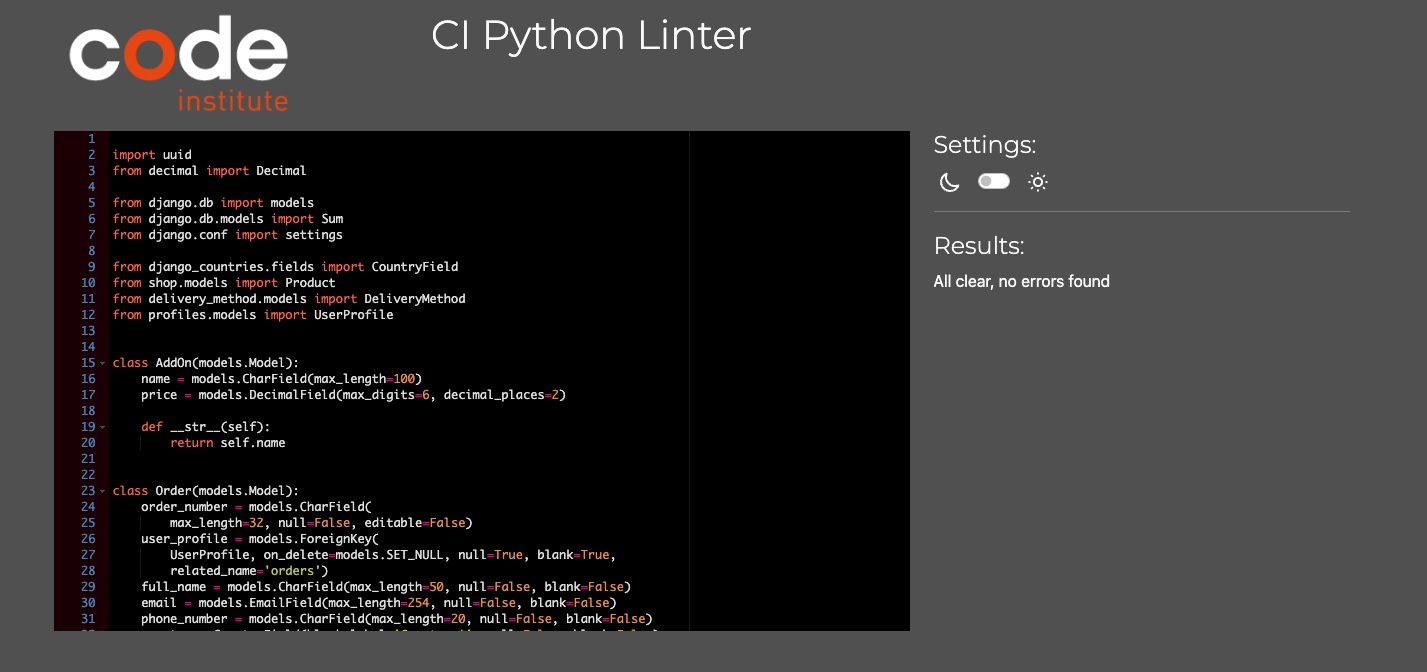 code
institute
CI Python Linter
1
2 import uuid
3 from decimal import Decimal
4
5 from django.db import models
6 from django.db.models import Sum
7 from django.conf import settings
8
9 from django_countries.fields import CountryField
10 from shop.models import Product
11 from delivery_method.models import DeliveryMethod
12 from profiles.models import UserProfile
13
14
15 class AddOn(models.Model):
16     name = models.CharField(max_length=100)
17     price = models.DecimalField(max_digits=6, decimal_places=2)
18
19     def __str__(self):
20         return self.name
21
22
23 class Order(models.Model):
24     order_number = models.CharField(
25         max_length=32, null=False, editable=False)
26     user_profile = models.ForeignKey(
27         UserProfile, on_delete=models.SET_NULL, null=True, blank=True,
28         related_name='orders')
29     full_name = models.CharField(max_length=50, null=False, blank=False)
30     email = models.EmailField(max_length=254, null=False, blank=False)
31     phone_number = models.CharField(max_length=20, null=False, blank=False)
Settings:
Results:
All clear, no errors found